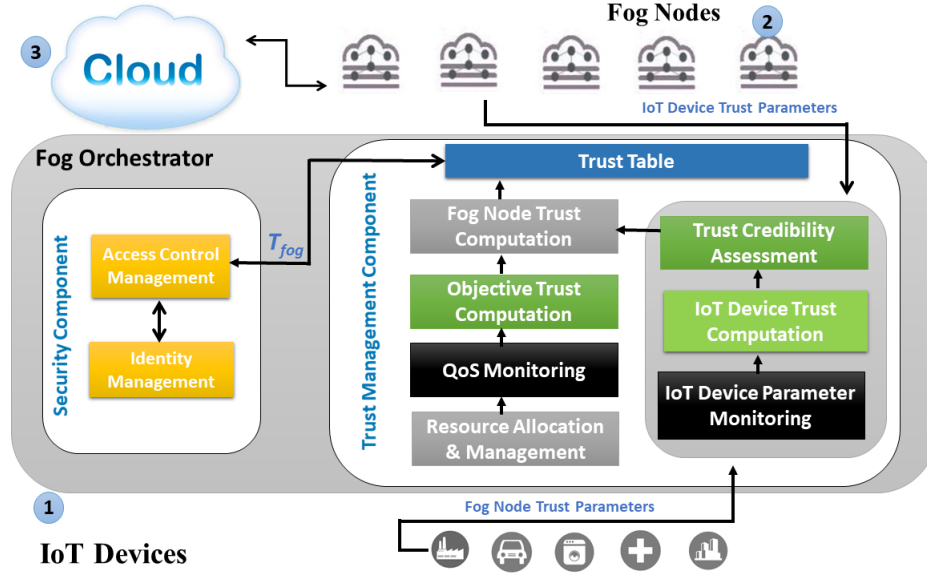 Fog Nodes
2
3
Cloud
IoT Device Trust Parameters
Fog Orchestrator
Trust Table
Security Component
Access Control
Management
Identity
Management
Tfog
Trust Management Component
Fog Node Trust
Computation
Objective Trust
Computation
QoS Monitoring
Resource Allocation
& Management
Trust Credibility
Assessment
IoT Device Trust
Computation
IoT Device Parameter
Monitoring
1
Fog Node Trust Parameters
IoT Devices